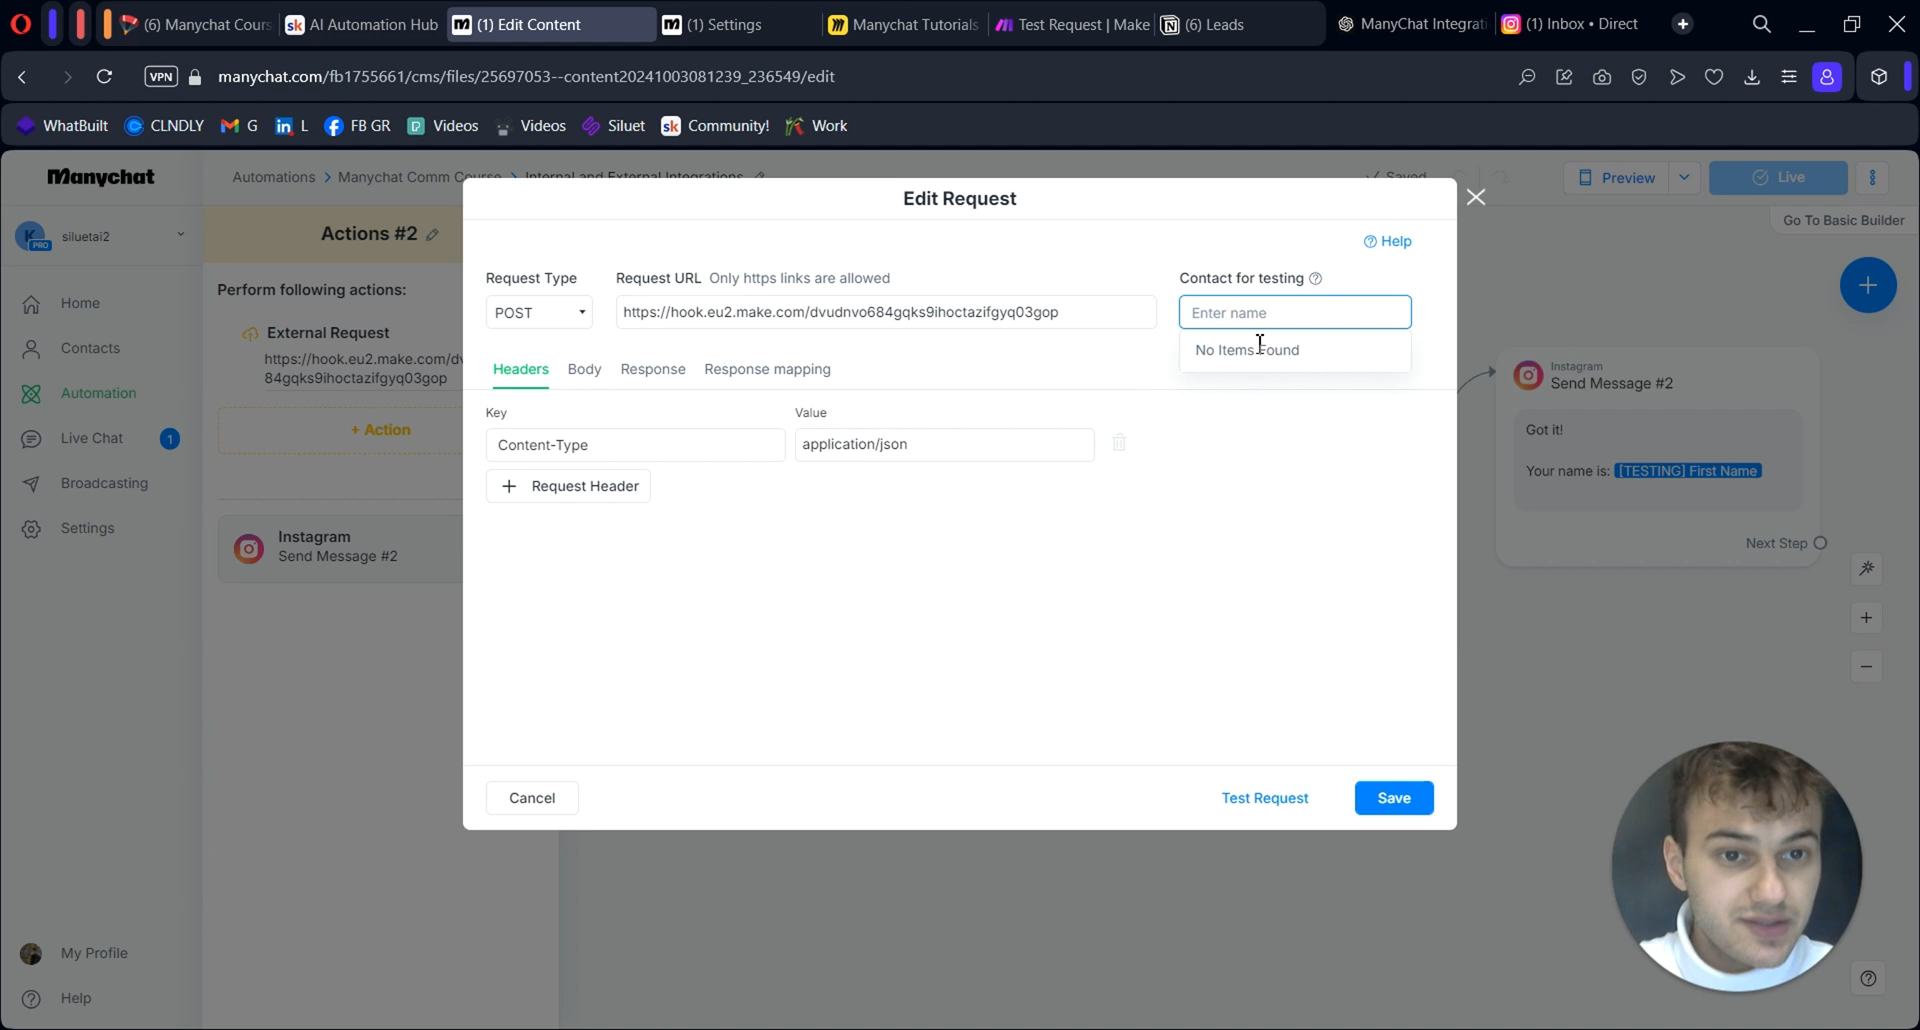 (6) Manychat Cours
AI Automation Hub
(1) Edit Content
(1) Settings
Manychat Tutorials
Test Request | Make
(6) Leads
ManyChat Integrati
(1) Inbox • Direct
VPN
manychat.com/fb1755661/cms/files/25697053--content20241003081239_236549/edit
WhatBuilt
CLNDLY
G
L
FB GR
Videos
Videos
Siluet
Community!
Work
Manychat
Automations > Manychat Comm Course > Internal and External Integrations
Saved
Preview
Live
Go To Basic Builder
K
PRO
siluetai2
Home
Contacts
Automation
Live Chat 1
Broadcasting
Settings
My Profile
Help
Actions #2
Perform following actions:
External Request
https://hook.eu2.make.com/dv
84gqks9ihoctazifgyq03gop
+ Action
Instagram
Send Message #2
Edit Request
Help
Request Type
Request URL Only https links are allowed
Contact for testing
POST
https://hook.eu2.make.com/dvudnvo684gqks9ihoctazifgyq03gop
Enter name
No Items Found
Headers
Body
Response
Response mapping
Key
Value
Content-Type
application/json
+ Request Header
Cancel
Test Request
Save
Instagram
Send Message #2
Got it!
Your name is: [TESTING] First Name
Next Step